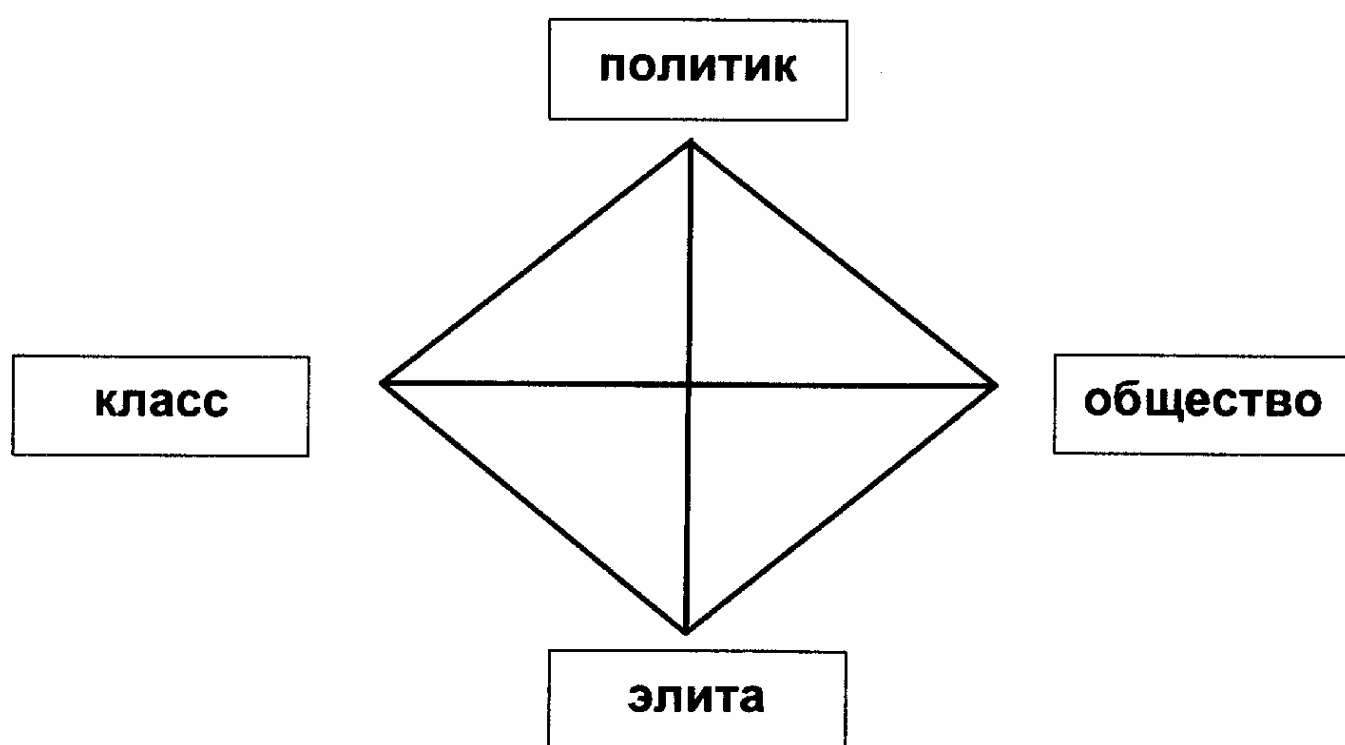 политик
класс
общество
элита